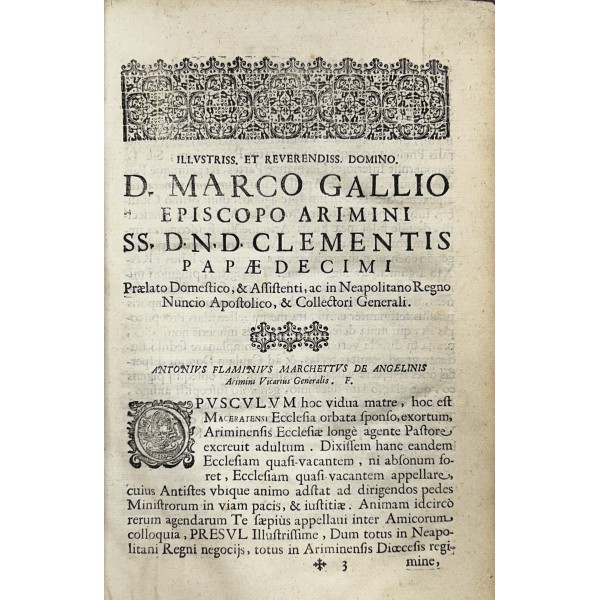 ILLVSTRISS. ET REVERENDISS. DOMINO.
D. MARCO GALLIO
EPISCOPO ARIMINI
SS. D.N.D. CLEMENTIS
PAPÆ DECIMI
Prælato Domestico, & Assistenti, ac in Neapolitano Regno
Nuncio Apostolico, & Collectori Generali.
ANTONIVS FLAMINIVS MARCHETTVS DE ANGELINIS
Arimini Vicarius Generalis. F.
OPVSCVLVM hoc vidua matre, hoc est
MACERATENSI Ecclesia orbata sponso, exortum,
Ariminensis Ecclesiæ longè agente Pastore
excreuit adultum. Dixissem hanc eandem
Ecclesiam quasi-vacantem, ni absonum fo-
ret, Ecclesiam quasi-vacantem appellare,
cuius Antistes vbique animo adstat ad dirigendos pedes
Ministrorum in viam pacis, & iustitiæ. Animam idcircò
rerum agendarum Te sæpiùs appellaui inter Amicorum
colloquia, PRESVL Illustrissime, Dum totus in Neapo-
litani Regni negocijs, totus in Ariminensis Diœcesis regi-
✠ 3 mine,